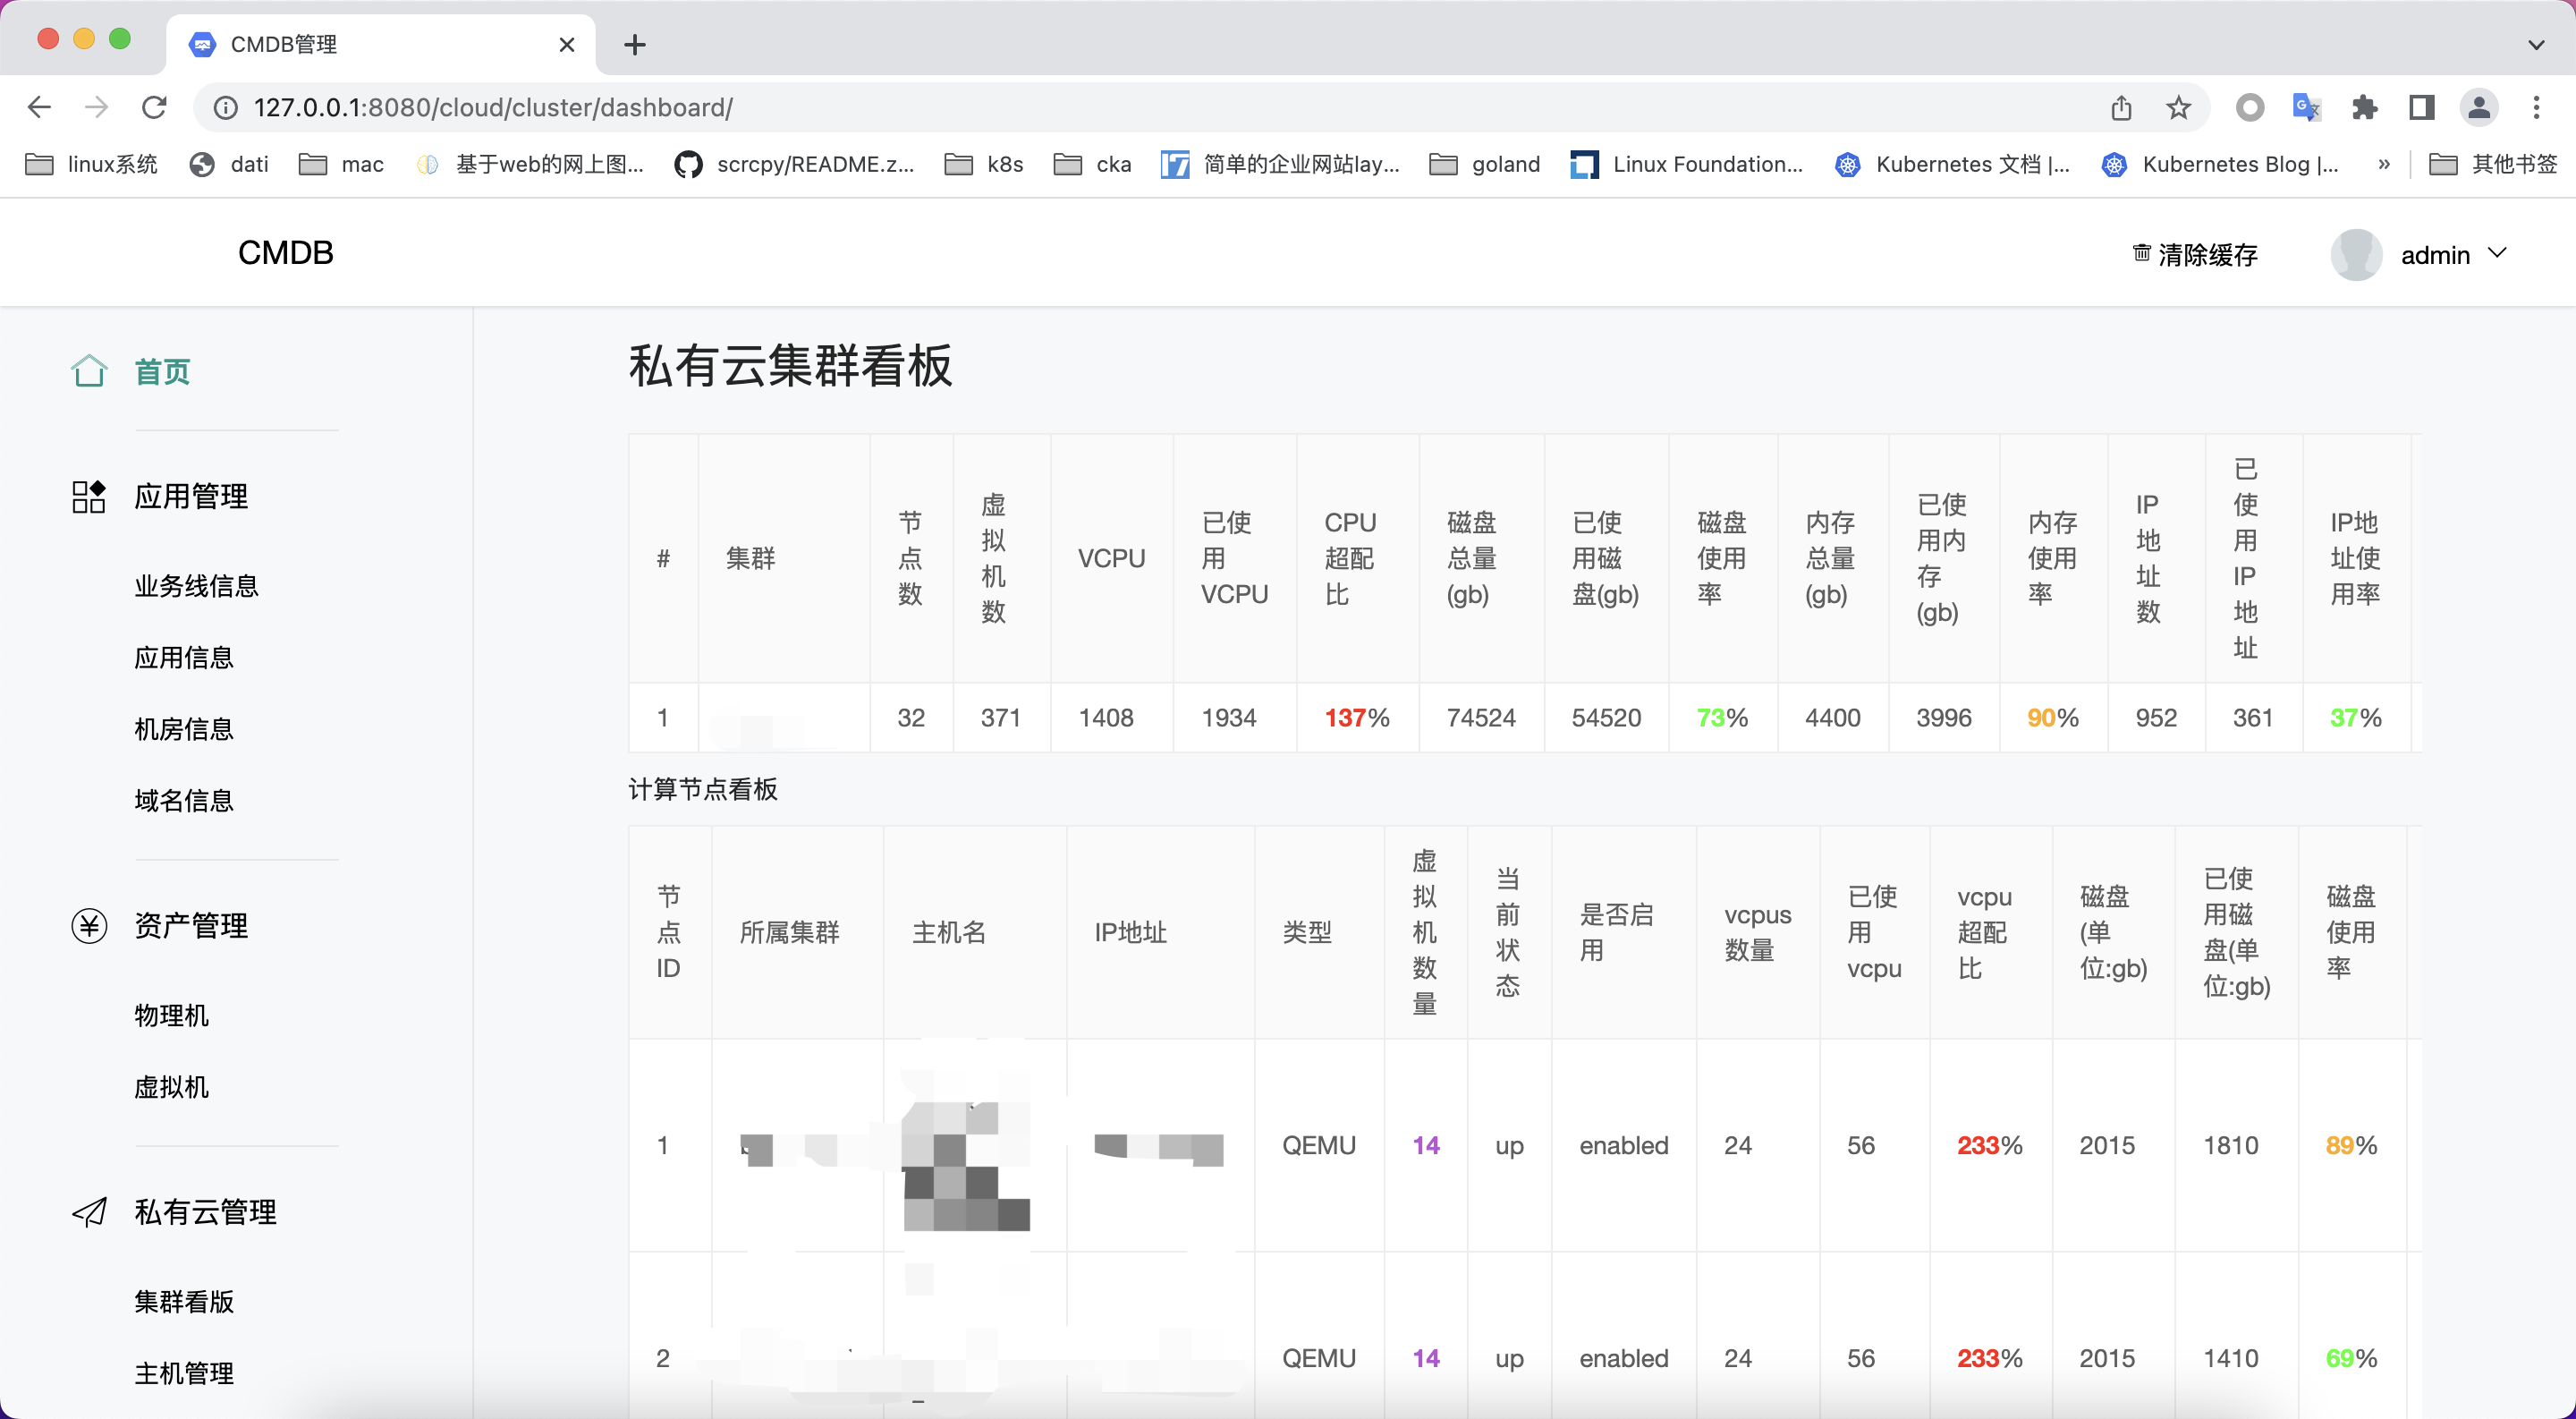 CMDB管理
127.0.0.1:8080/cloud/cluster/dashboard/
linux系统 dati mac 基于web的网上图... scrcpy/README.z... k8s cka 简单的企业网站lay... goland Linux Foundation... Kubernetes 文档 |... Kubernetes Blog |... » 其他书签
CMDB
清除缓存
admin
首页
应用管理
业务线信息
应用信息
机房信息
域名信息
资产管理
物理机
虚拟机
私有云管理
集群看版
主机管理
私有云集群看板
# 集群 节点数 虚拟机数 VCPU 已使用VCPU CPU超配比 磁盘总量(gb) 已使用磁盘(gb) 磁盘使用率 内存总量(gb) 已使用内存(gb) 内存使用率 IP地址数 已使用IP地址 IP地址使用率
1 32 371 1408 1934 137% 74524 54520 73% 4400 3996 90% 952 361 37%
计算节点看板
节点ID 所属集群 主机名 IP地址 类型 虚拟机数量 当前状态 是否启用 vcpus数量 已使用vcpu vcpu超配比 磁盘(单位:gb) 已使用磁盘(单位:gb) 磁盘使用率
1 QEMU 14 up enabled 24 56 233% 2015 1810 89%
2 QEMU 14 up enabled 24 56 233% 2015 1410 69%